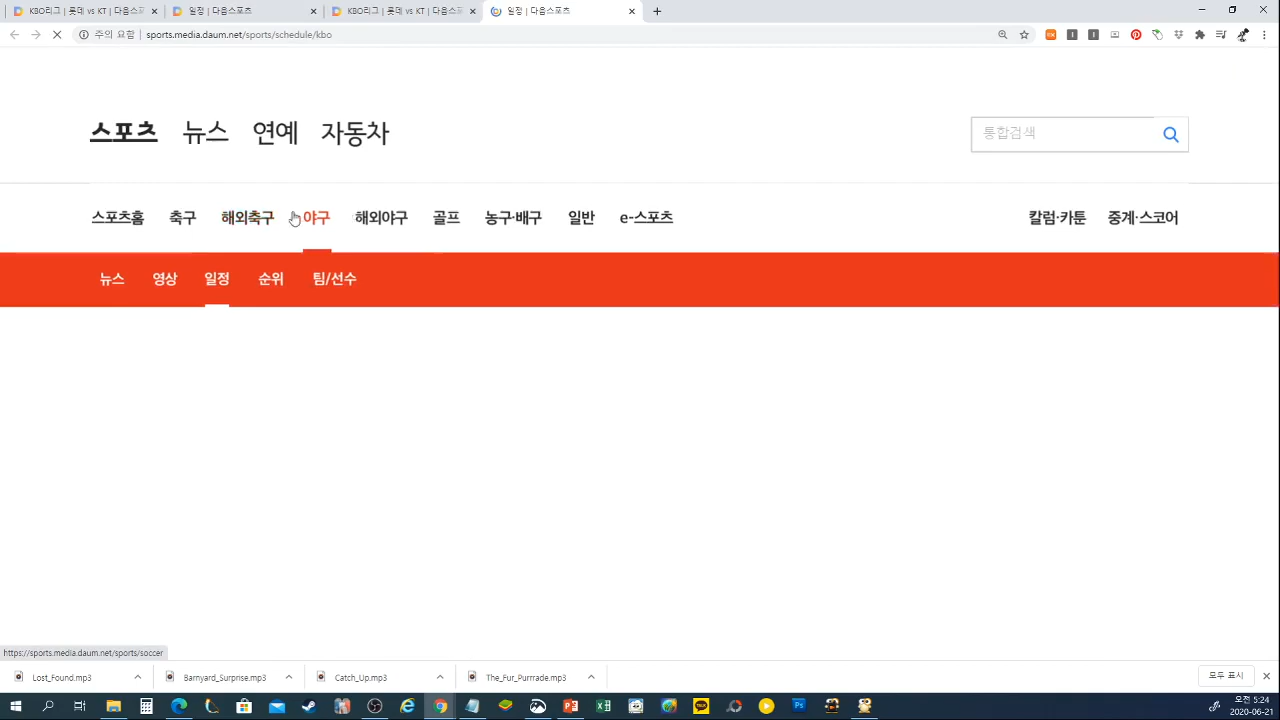 KBO리그 | 롯데 vs KT | 다음스포
일정 | 다음스포츠
KBO리그 | 롯데 vs KT | 다음스포
일정 | 다음스포츠
주의 요함 | sports.media.daum.net/sports/schedule/kbo
스포츠 뉴스 연예 자동차
통합검색
스포츠홈 축구 해외축구 야구 해외야구 골프 농구·배구 일반 e-스포츠 칼럼·카툰 중계·스코어
뉴스 영상 일정 순위 팀/선수
https://sports.media.daum.net/sports/soccer
Lost_Found.mp3
Barnyard_Surprise.mp3
Catch_Up.mp3
The_Fur_Purrrade.mp3
모두 표시
오전 5:24
2020-06-21